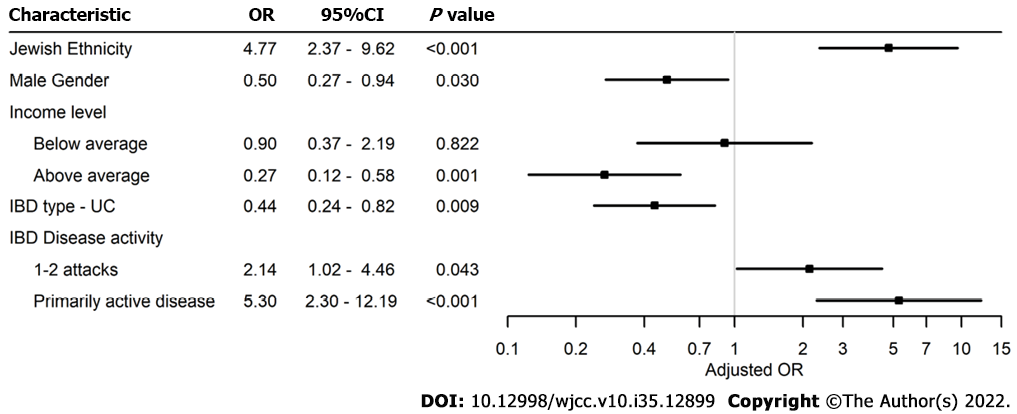 Characteristic OR 95%CI P value
Jewish Ethnicity 4.77 2.37 - 9.62 <0.001
Male Gender 0.50 0.27 - 0.94 0.030
Income level
Below average 0.90 0.37 - 2.19 0.822
Above average 0.27 0.12 - 0.58 0.001
IBD type - UC 0.44 0.24 - 0.82 0.009
IBD Disease activity
1-2 attacks 2.14 1.02 - 4.46 0.043
Primarily active disease 5.30 2.30 - 12.19 <0.001
0.1 0.2 0.4 0.7 1 2 3 5 7 10 15
Adjusted OR
DOI: 10.12998/wjcc.v10.i35.12899 Copyright ©The Author(s) 2022.